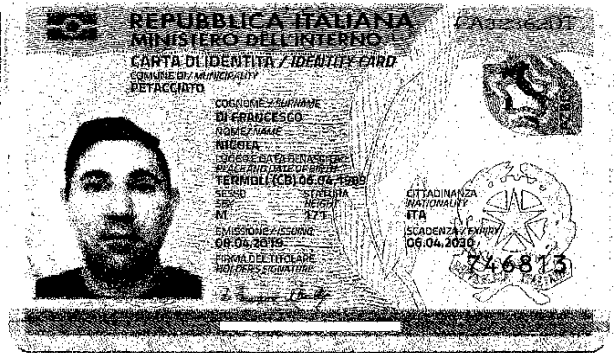 REPUBBLICA ITALIANA
MINISTERO DELL'INTERNO
CARTA DI IDENTITÀ / IDENTITY CARD
COMUNE DI / MUNICIPALITY
PETACCIATO
COGNOME / SURNAME
DI FRANCESCO
NOME / NAME
NICOLA
LUOGO E DATA DI NASCITA
PLACE AND DATE OF BIRTH
TERMOLI (CB)
SESSO STATURA CITTADINANZA
SEX HEIGHT NATIONALITY
M 171 ITA
EMISSIONE / ISSUING SCADENZA / EXPIRY
08.04.2019
FIRMA DEL TITOLARE
HOLDER'S SIGNATURE
746813